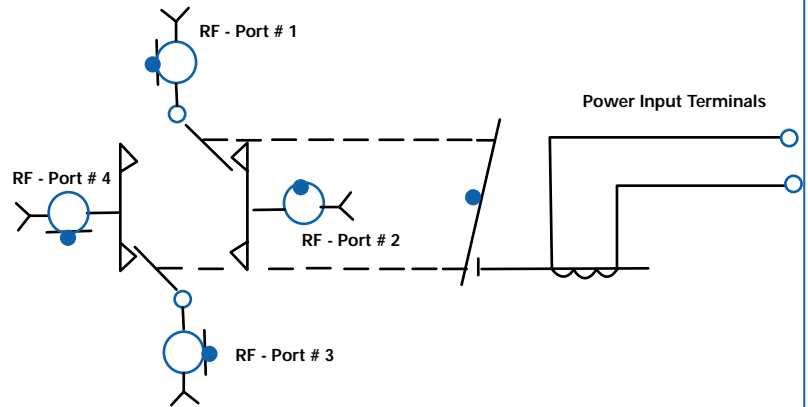 RF - Port # 1
Power Input Terminals
RF - Port # 4
RF - Port # 2
RF - Port # 3